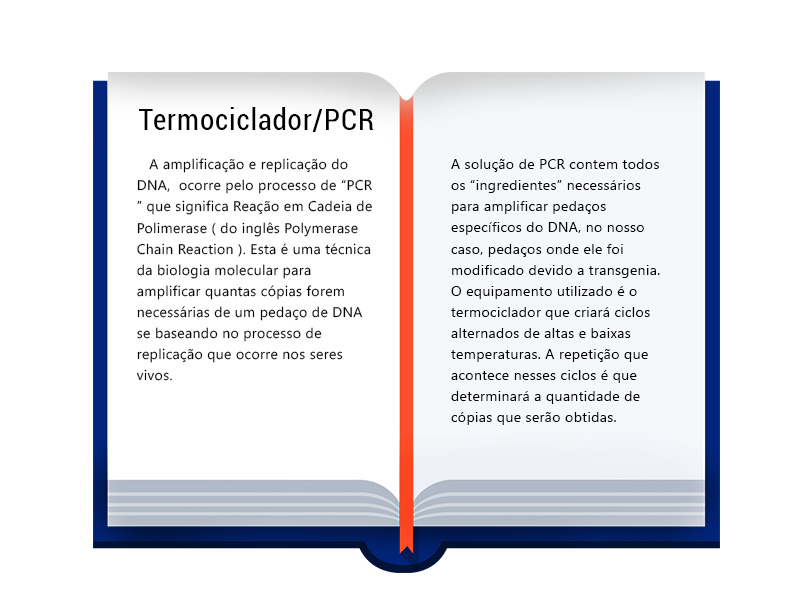 Termociclador/PCR
A amplificação e replicação do
DNA, ocorre pelo processo de “PCR
” que significa Reação em Cadeia de
Polimerase ( do inglês Polymerase
Chain Reaction ). Esta é uma técnica
da biologia molecular para
amplificar quantas cópias forem
necessárias de um pedaço de DNA
se baseando no processo de
replicação que ocorre nos seres
vivos.
A solução de PCR contem todos
os “ingredientes” necessários
para amplificar pedaços
específicos do DNA, no nosso
caso, pedaços onde ele foi
modificado devido a transgenia.
O equipamento utilizado é o
termociclador que criará ciclos
alternados de altas e baixas
temperaturas. A repetição que
acontece nesses ciclos é que
determinará a quantidade de
cópias que serão obtidas.